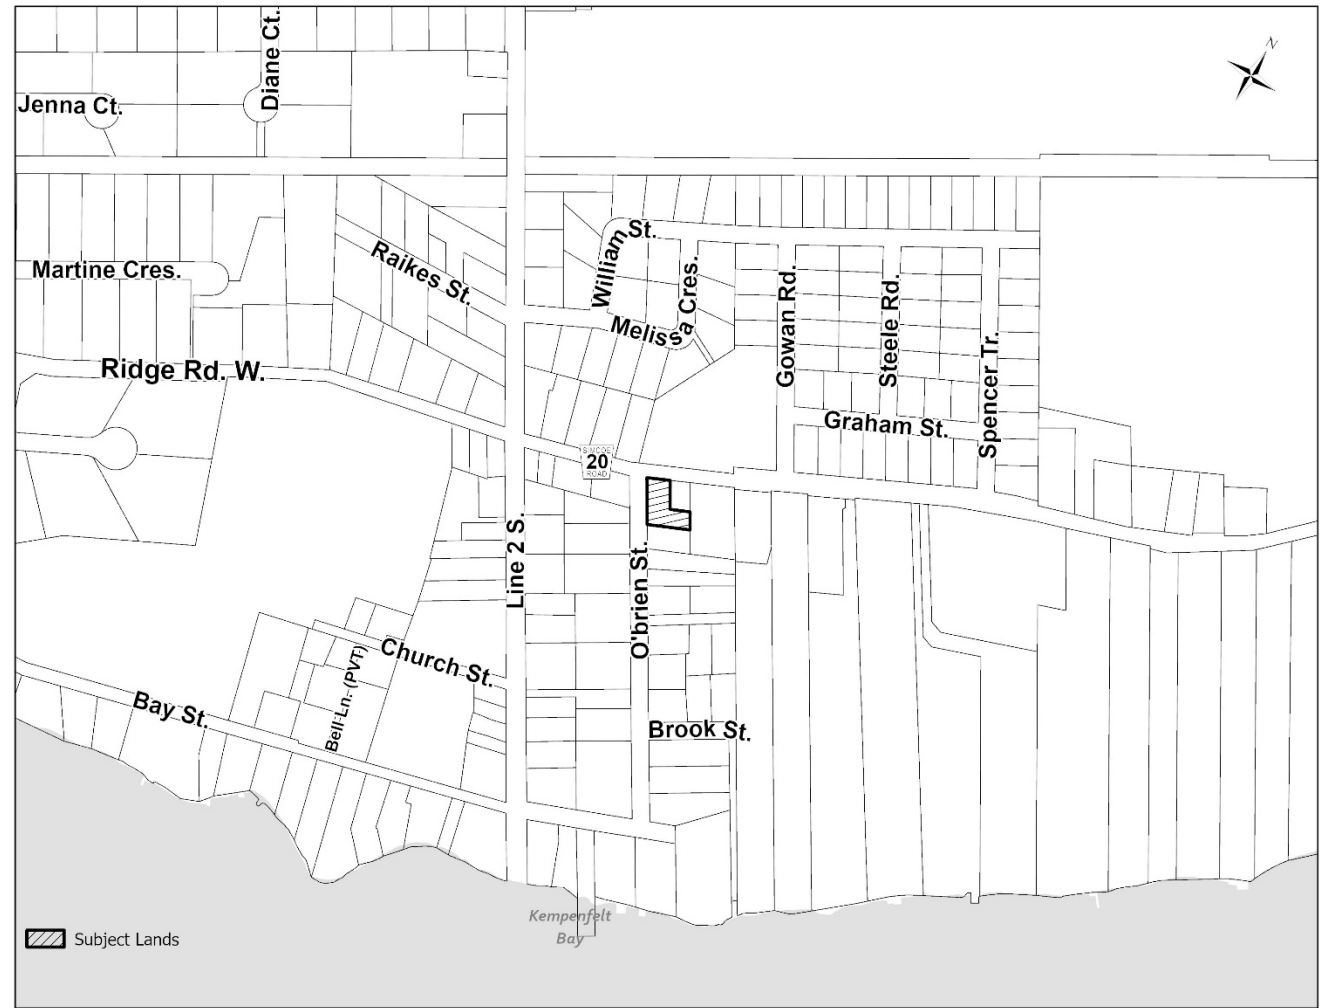 Diane Ct.
N
Jenna Ct.
William St.
Raikes St.
Martine Cres.
Melissa Cres.
Gowan Rd.
Steele Rd.
Spencer Tr.
Ridge Rd. W.
Graham St.
SIMCOE
20
ROAD
Line 2 S.
O'brien St.
Church St.
Bell Ln. (PVT)
Bay St.
Brook St.
Kempenfelt
Bay
Subject Lands